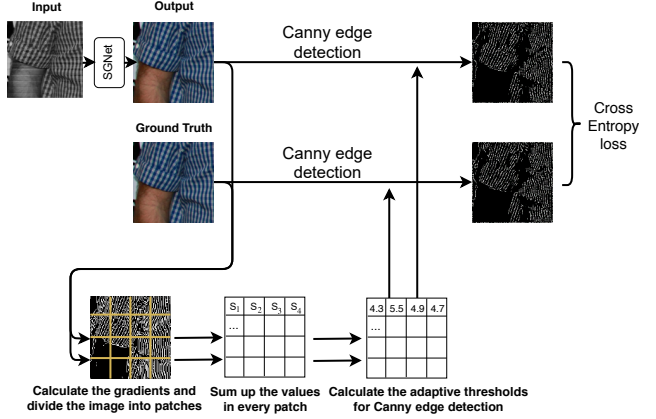 Input
Output
SGNet
Canny edge
detection
Ground Truth
Canny edge
detection
Cross
Entropy
loss
S1 S2 S3 S4
...
4.3 5.5 4.9 4.7
...
Calculate the gradients and
divide the image into patches
Sum up the values
in every patch
Calculate the adaptive thresholds
for Canny edge detection